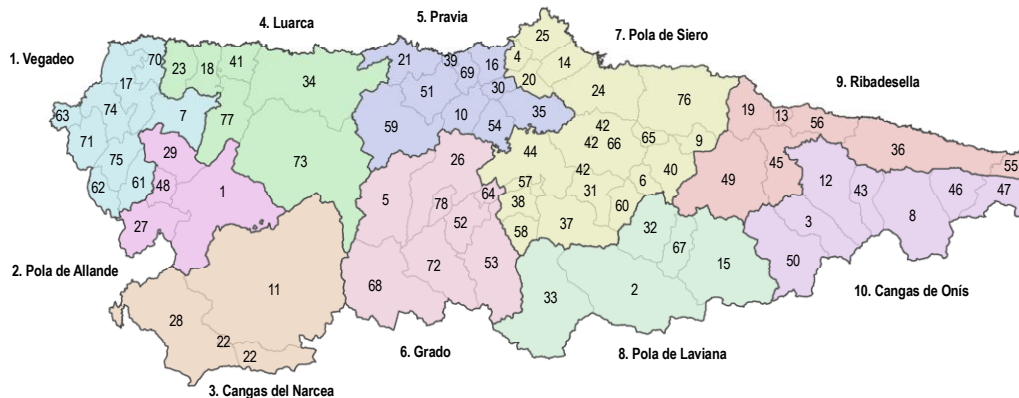 5. Pravia
4. Luarca
7. Pola de Siero
1. Vegadeo
9. Ribadesella
25
70 23 18 41 21 39 69 16 4 14
17 34 51 30 20 24 76
63 74 7 77 59 10 54 35 19 13 56
71 29 42 42 66 65 9 36
75 26 44 45 55
62 61 48 1 73 5 64 57 42 31 6 40 49 12 43 46 47
27 78 52 38 60 3 8
58 37 32
2. Pola de Allande
68 72 53 67 15 50
11 33 2
10. Cangas de Onís
28
22 22
6. Grado
8. Pola de Laviana
3. Cangas del Narcea